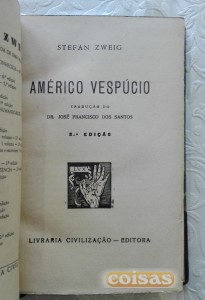 STEFAN ZWEIG
AMÉRICO VESPÚCIO
TRADUÇÃO DO
DR. JOSÉ FRANCISCO DOS SANTOS
2.ª EDIÇÃO
LIVRARIA CIVILIZAÇÃO — EDITORA
coisas